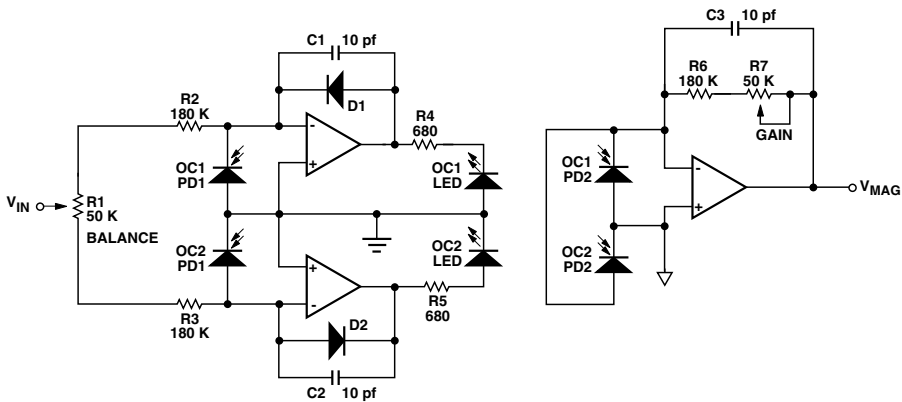 C1 10 pf
D1
R2
180 K
R4
680
OC1
PD1
OC1
LED
VIN
R1
50 K
BALANCE
-
+
OC2
PD1
OC2
LED
+
-
R3
180 K
R5
680
D2
C2 10 pf
C3 10 pf
R6
180 K
R7
50 K
GAIN
OC1
PD2
-
+
VMAG
OC2
PD2